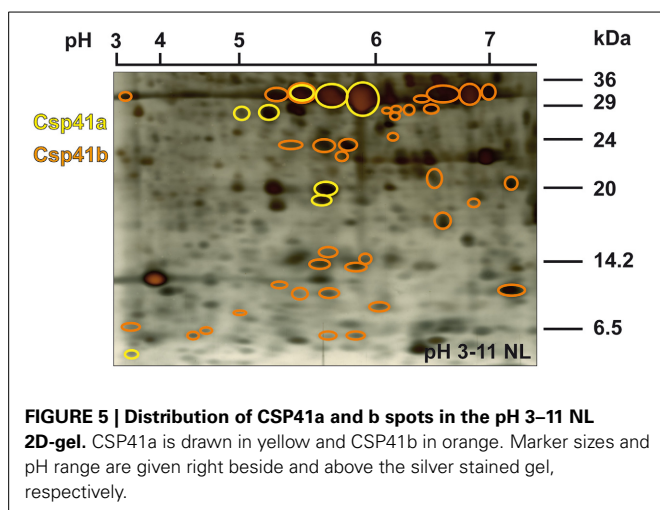 pH 3 4 5 6 7 kDa
36
29
Csp41a
24
Csp41b
20
14.2
6.5
pH 3-11 NL
FIGURE 5 | Distribution of CSP41a and b spots in the pH 3–11 NL
2D-gel. CSP41a is drawn in yellow and CSP41b in orange. Marker sizes and
pH range are given right beside and above the silver stained gel,
respectively.